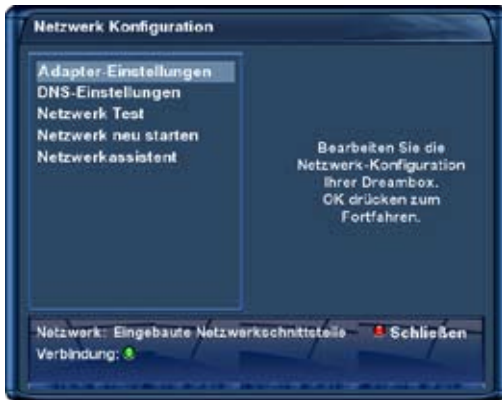 Netzwerk Konfiguration
Adapter-Einstellungen
DNS-Einstellungen
Netzwerk Test
Netzwerk neu starten
Netzwerkassistent
Bearbeiten Sie die
Netzwerk-Konfiguration
Ihrer Dreambox.
OK drücken zum
Fortfahren.
Netzwerk: Eingebaute Netzwerkschnittstelle
Schließen
Verbindung: